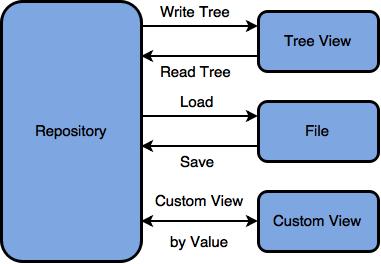 Write Tree
Tree View
Read Tree
Load
Repository
File
Save
Custom View
Custom View
by Value